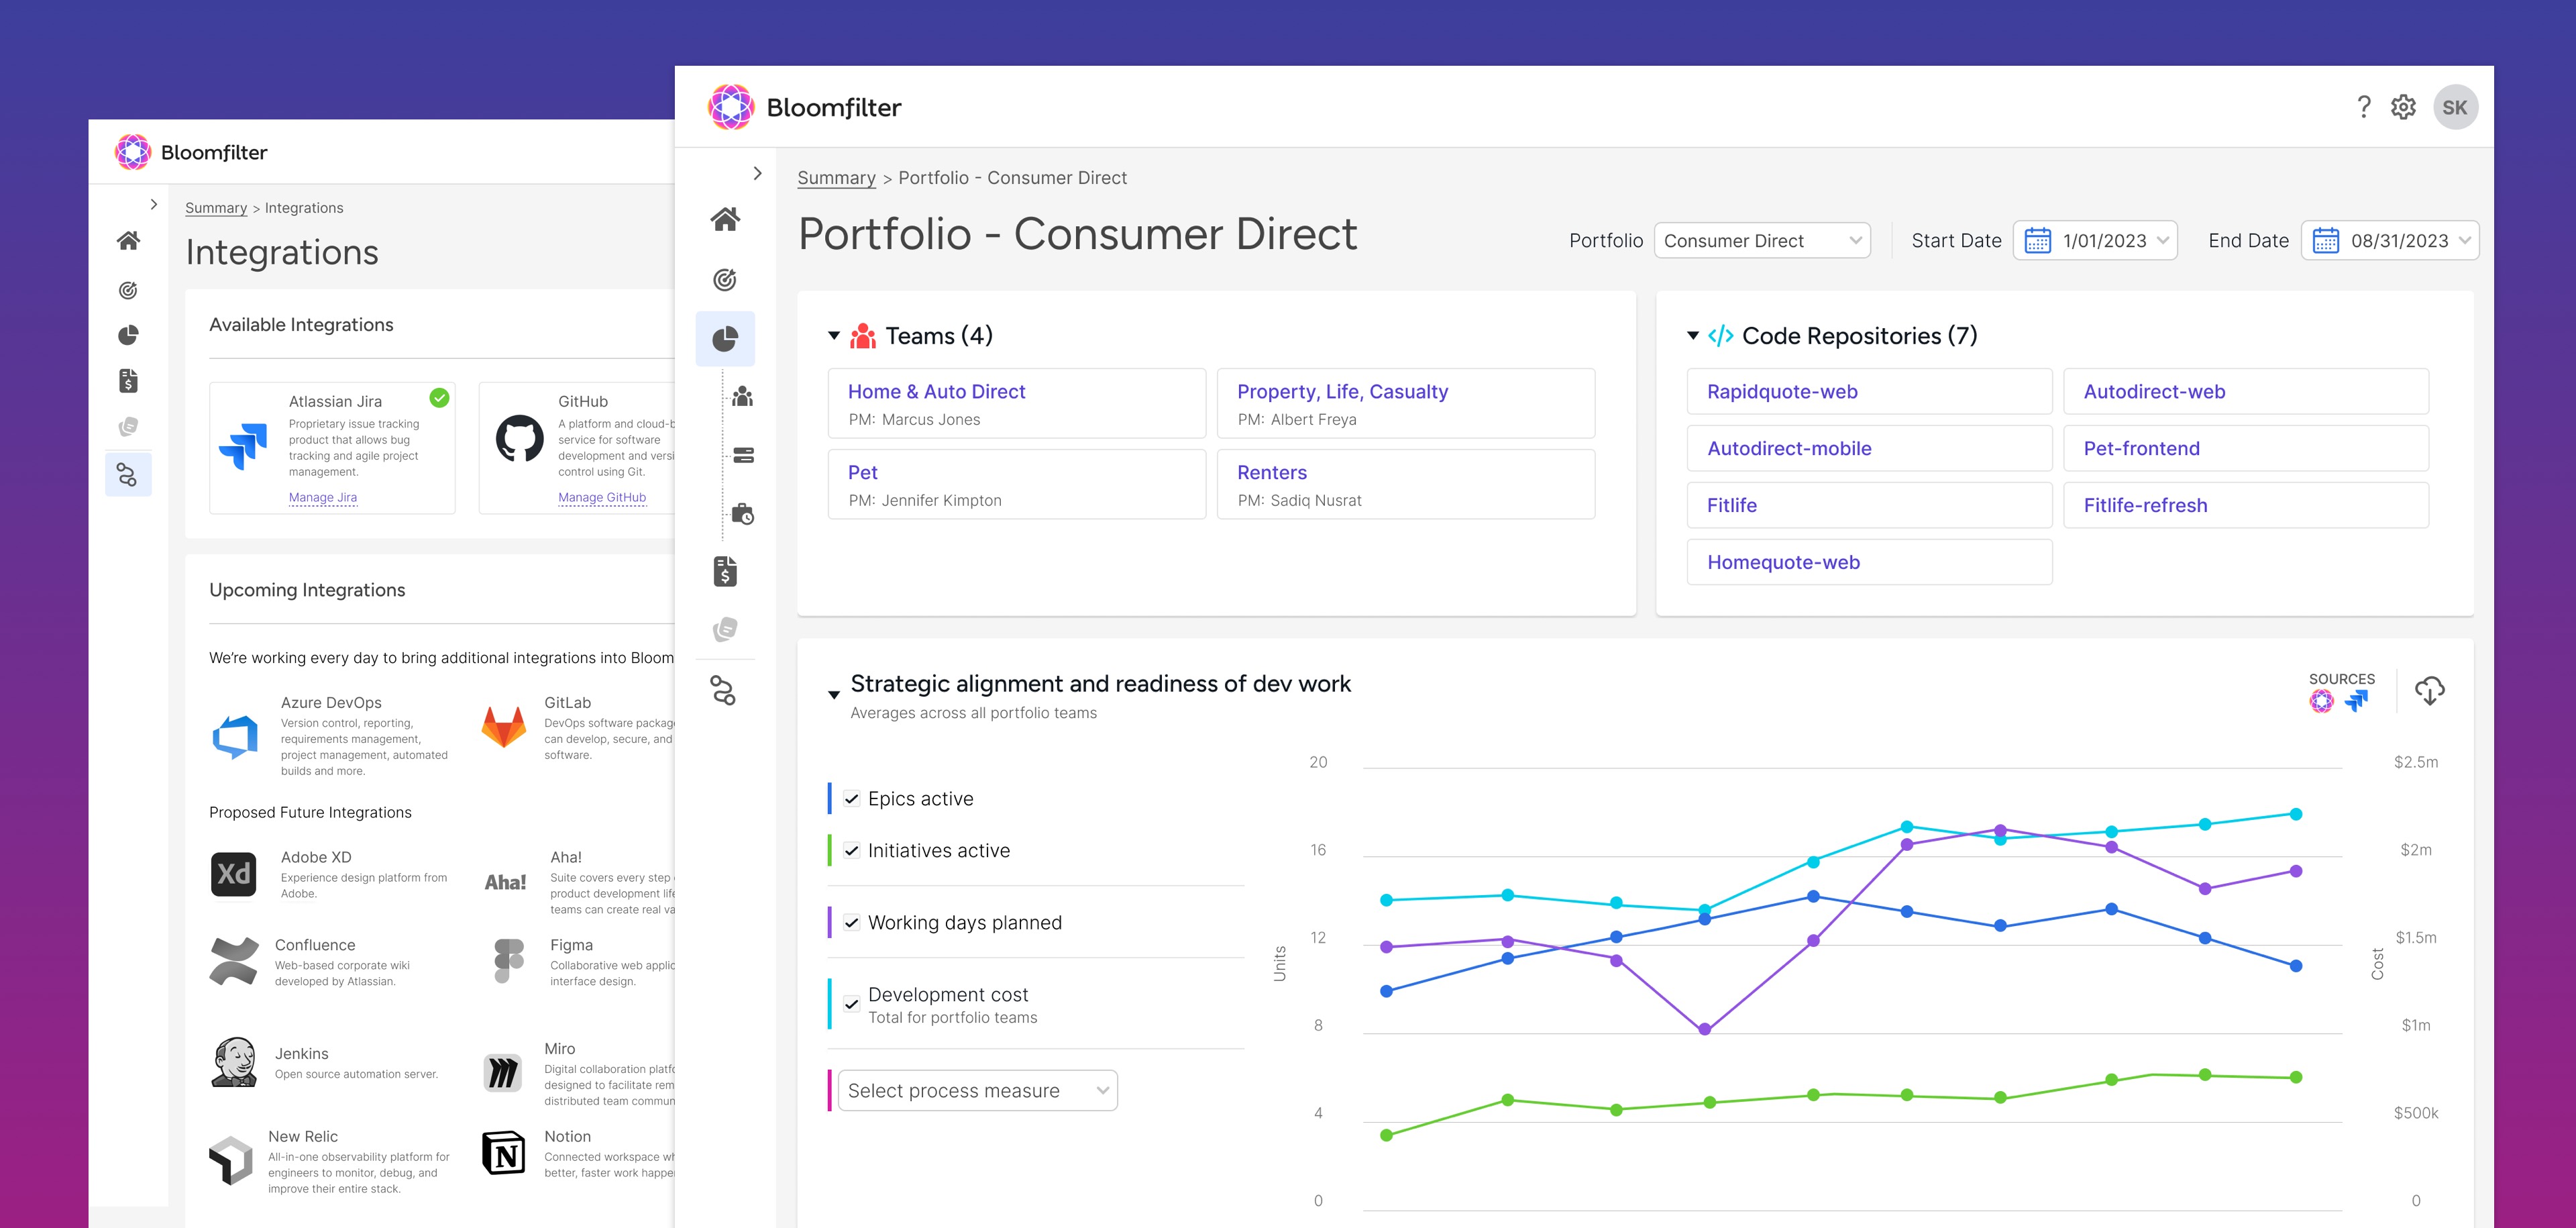 Bloomfilter
Summary > Integrations
Integrations
Available Integrations
Atlassian Jira
Proprietary issue tracking
product that allows bug
tracking and agile project
management.
Manage Jira
GitHub
A platform and cloud-b
service for software
development and versi
control using Git.
Manage GitHub
Upcoming Integrations
We're working every day to bring additional integrations into Bloom
Azure DevOps
Version control, reporting,
requirements management,
project management, automated
builds and more.
GitLab
DevOps software packag
can develop, secure, and
software.
Proposed Future Integrations
Xd
Adobe XD
Experience design platform from
Adobe.
Aha!
Aha!
Suite covers every step
product development life
teams can create real va
Confluence
Web-based corporate wiki
developed by Atlassian.
Figma
Collaborative web applic
interface design.
Jenkins
Open source automation server.
Miro
Digital collaboration platfo
designed to facilitate rem
distributed team commun
New Relic
All-in-one observability platform for
engineers to monitor, debug, and
improve their entire stack.
N
Notion
Connected workspace wh
better, faster work happe
Bloomfilter
? SK
Summary > Portfolio - Consumer Direct
Portfolio - Consumer Direct
Portfolio Consumer Direct
Start Date 1/01/2023
End Date 08/31/2023
Teams (4)
Home & Auto Direct
PM: Marcus Jones
Property, Life, Casualty
PM: Albert Freya
Pet
PM: Jennifer Kimpton
Renters
PM: Sadiq Nusrat
</> Code Repositories (7)
Rapidquote-web
Autodirect-web
Autodirect-mobile
Pet-frontend
Fitlife
Fitlife-refresh
Homequote-web
Strategic alignment and readiness of dev work
Averages across all portfolio teams
SOURCES
Epics active
Initiatives active
Working days planned
Development cost
Total for portfolio teams
Select process measure
Units
20
16
12
8
4
0
Cost
$2.5m
$2m
$1.5m
$1m
$500k
0